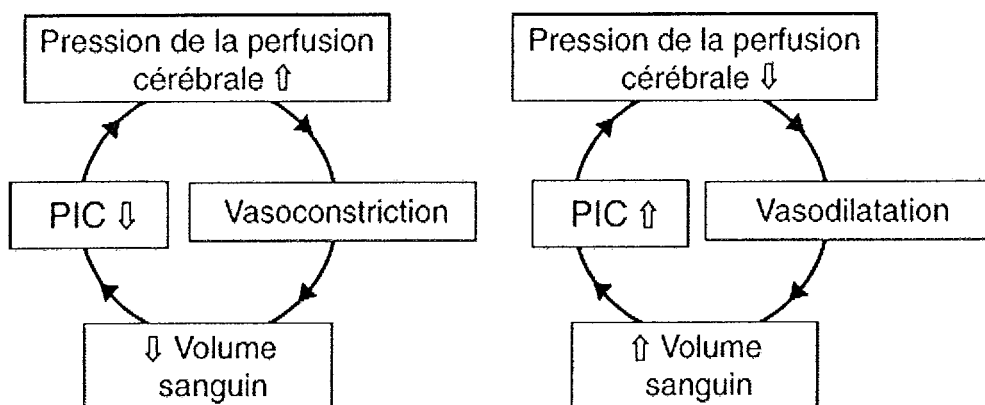 Pression de la perfusion
cérébrale ⇧
PIC ⇩
Vasoconstriction
⇩ Volume
sanguin
Pression de la perfusion
cérébrale ⇩
PIC ⇧
Vasodilatation
⇧ Volume
sanguin